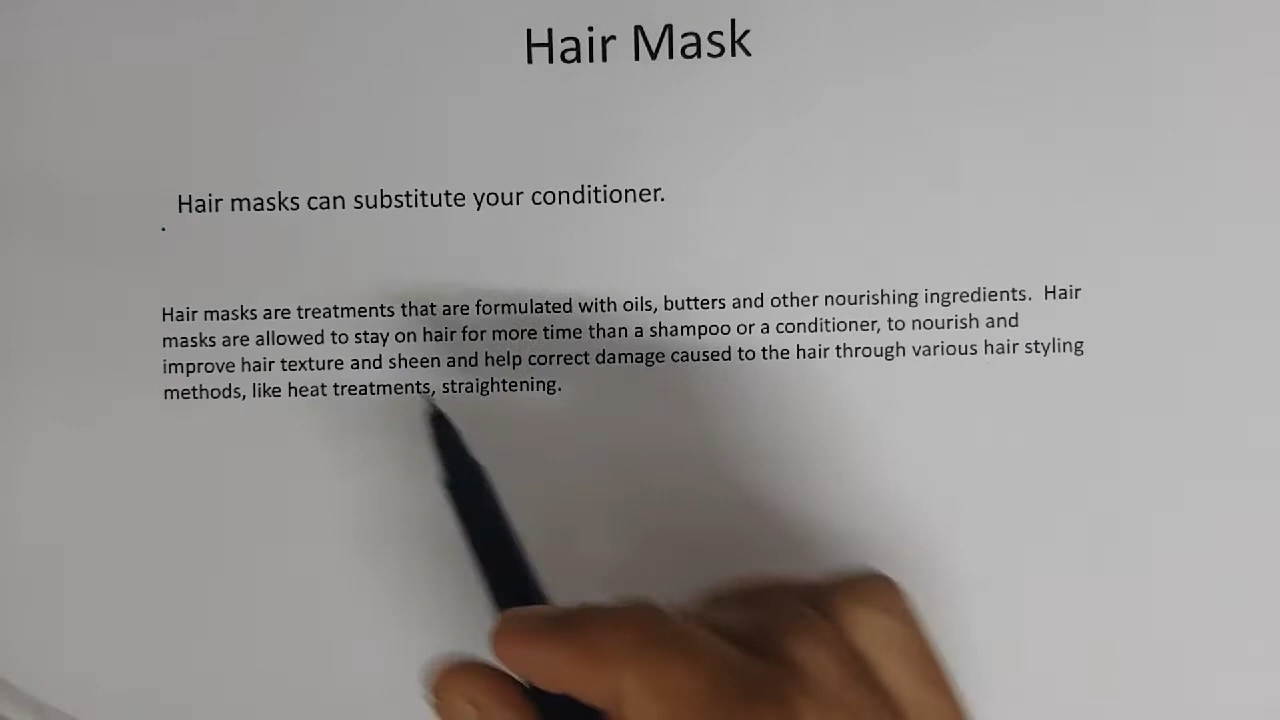 Hair Mask
Hair masks can substitute your conditioner.
.
Hair masks are treatments that are formulated with oils, butters and other nourishing ingredients.  Hair
masks are allowed to stay on hair for more time than a shampoo or a conditioner, to nourish and
improve hair texture and sheen and help correct damage caused to the hair through various hair styling
methods, like heat treatments, straightening.